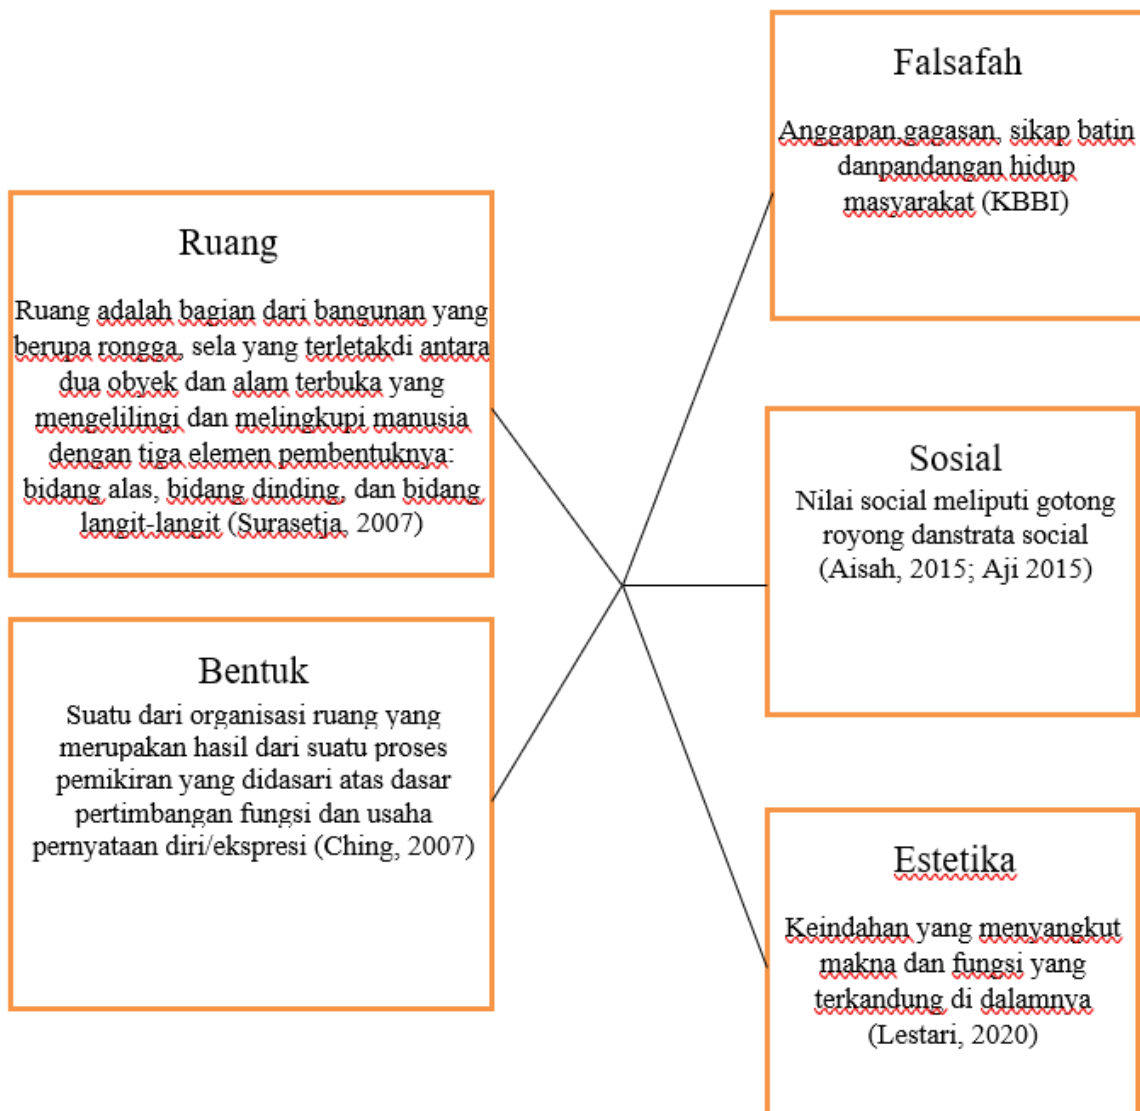 Ruang
Ruang adalah bagian dari bangunan yang
berupa rongga, sela yang terletakdi antara
dua obyek dan alam terbuka yang
mengelilingi dan melingkupi manusia
dengan tiga elemen pembentuknya:
bidang alas, bidang dinding, dan bidang
langit-langit (Surasetja, 2007)
Bentuk
Suatu dari organisasi ruang yang
merupakan hasil dari suatu proses
pemikiran yang didasari atas dasar
pertimbangan fungsi dan usaha
pernyataan diri/ekspresi (Ching, 2007)
Falsafah
Anggapan,gagasan, sikap batin
danpandangan hidup
masyarakat (KBBI)
Sosial
Nilai social meliputi gotong
royong danstrata social
(Aisah, 2015; Aji 2015)
Estetika
Keindahan yang menyangkut
makna dan fungsi yang
terkandung di dalamnya
(Lestari, 2020)